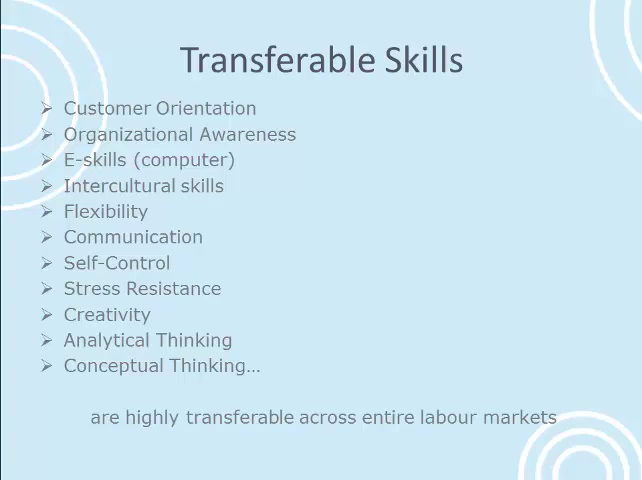 Transferable Skills
➢ Customer Orientation
➢ Organizational Awareness
➢ E-skills (computer)
➢ Intercultural skills
➢ Flexibility
➢ Communication
➢ Self-Control
➢ Stress Resistance
➢ Creativity
➢ Analytical Thinking
➢ Conceptual Thinking…
are highly transferable across entire labour markets